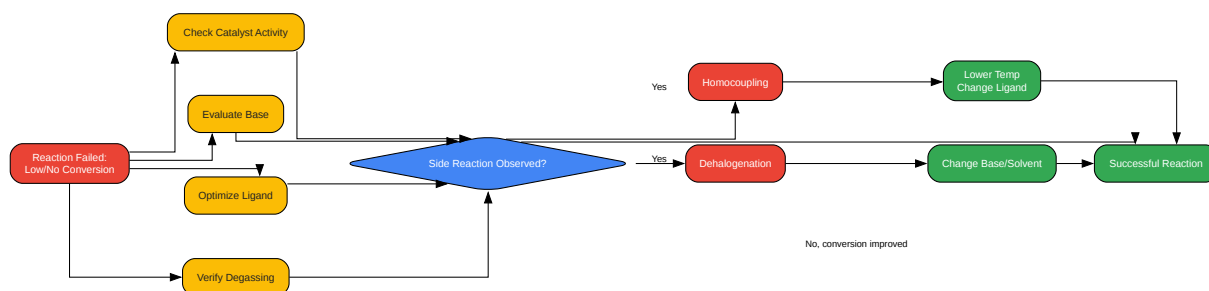 Check Catalyst Activity
Evaluate Base
Reaction Failed:
Low/No Conversion
Optimize Ligand
Verify Degassing
Side Reaction Observed?
Yes
Homocoupling
Lower Temp
Change Ligand
Yes
Dehalogenation
Change Base/Solvent
Successful Reaction
No, conversion improved